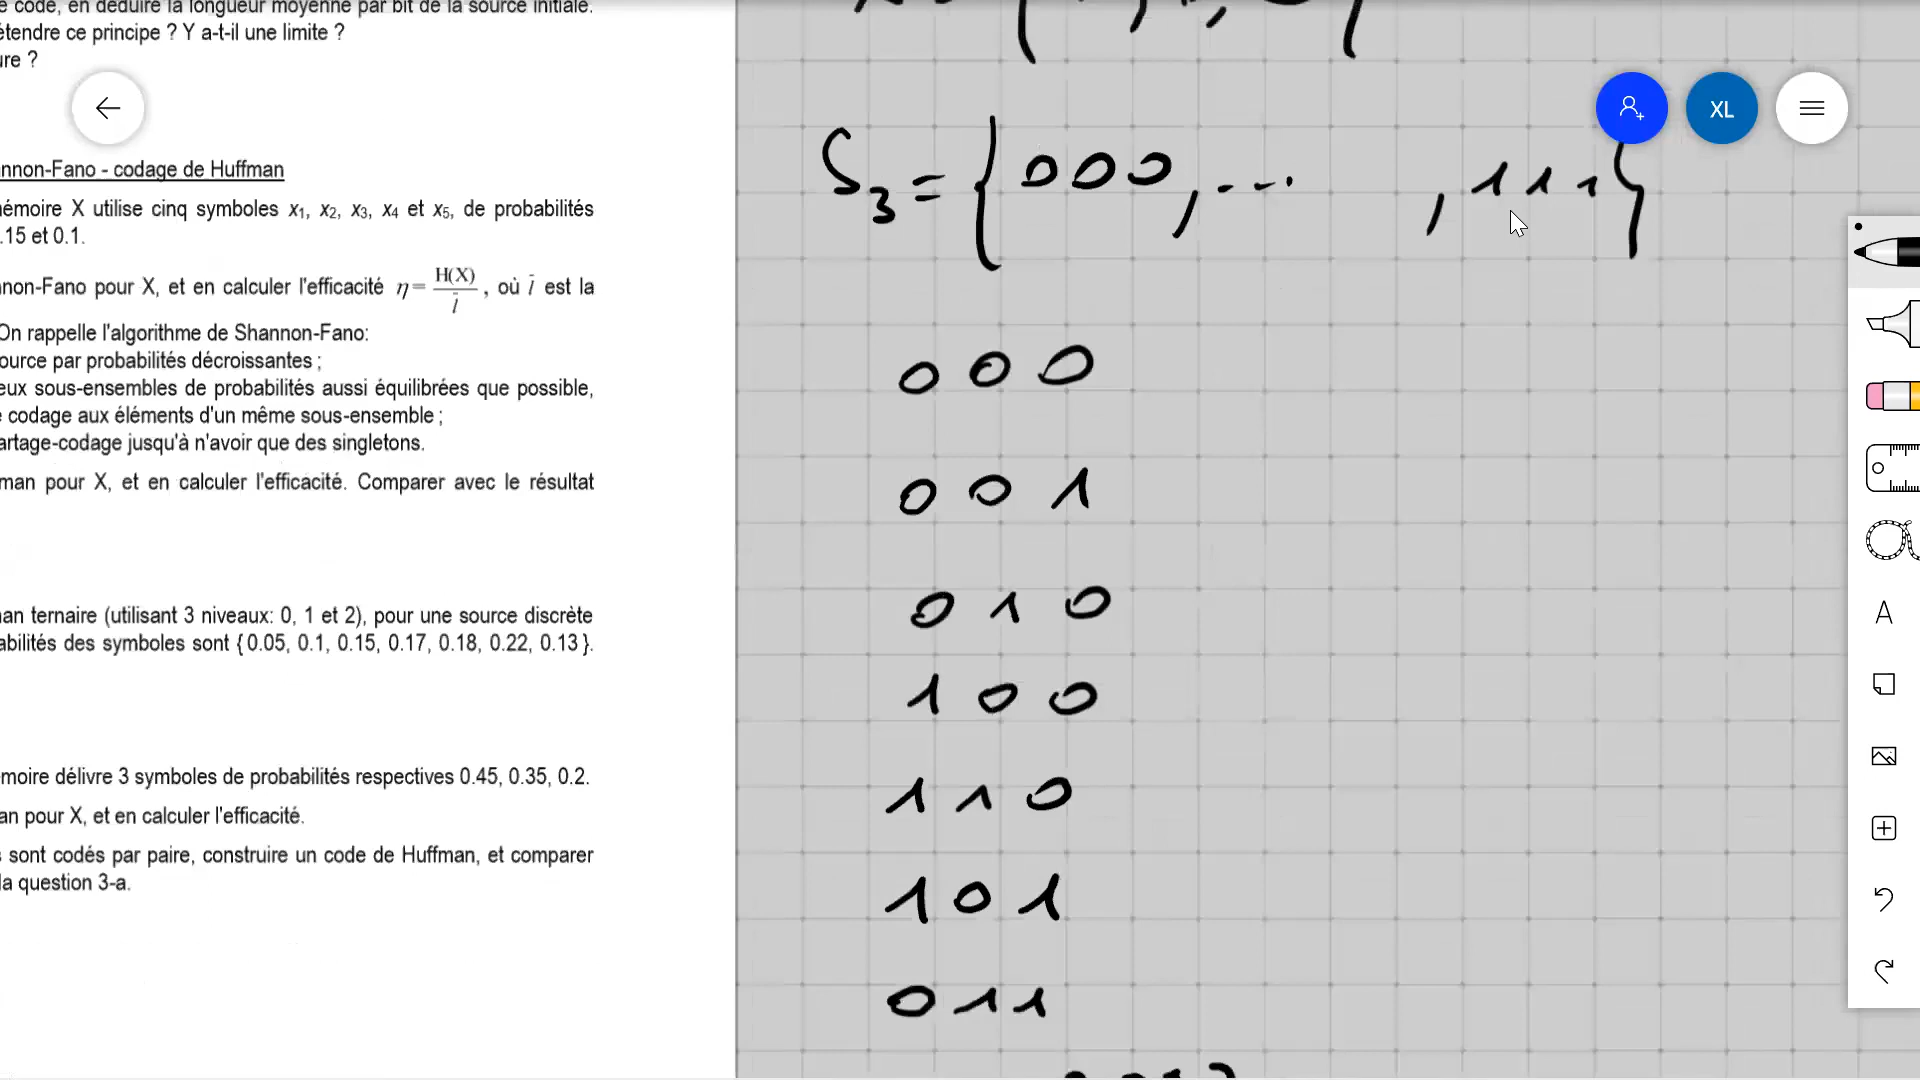 code, en déduire la longueur moyenne par bit de la source initiale.
étendre ce principe ? Y a-t-il une limite ?
ure ?
nnon-Fano - codage de Huffman
émoire X utilise cinq symboles x₁, x₂, x₃, x₄ et x₅, de probabilités
.15 et 0.1.
nnon-Fano pour X, et en calculer l'efficacité η = H(X) / l̄ , où l̄ est la
On rappelle l'algorithme de Shannon-Fano:
ource par probabilités décroissantes ;
eux sous-ensembles de probabilités aussi équilibrées que possible,
e codage aux éléments d'un même sous-ensemble ;
artage-codage jusqu'à n'avoir que des singletons.
man pour X, et en calculer l'efficacité. Comparer avec le résultat
an ternaire (utilisant 3 niveaux: 0, 1 et 2), pour une source discrète
abilités des symboles sont {0.05, 0.1, 0.15, 0.17, 0.18, 0.22, 0.13}.
moire délivre 3 symboles de probabilités respectives 0.45, 0.35, 0.2.
an pour X, et en calculer l'efficacité.
s sont codés par paire, construire un code de Huffman, et comparer
la question 3-a.
XL
S₃ = {000, ... , 111}
000
001
010
100
110
101
011
A